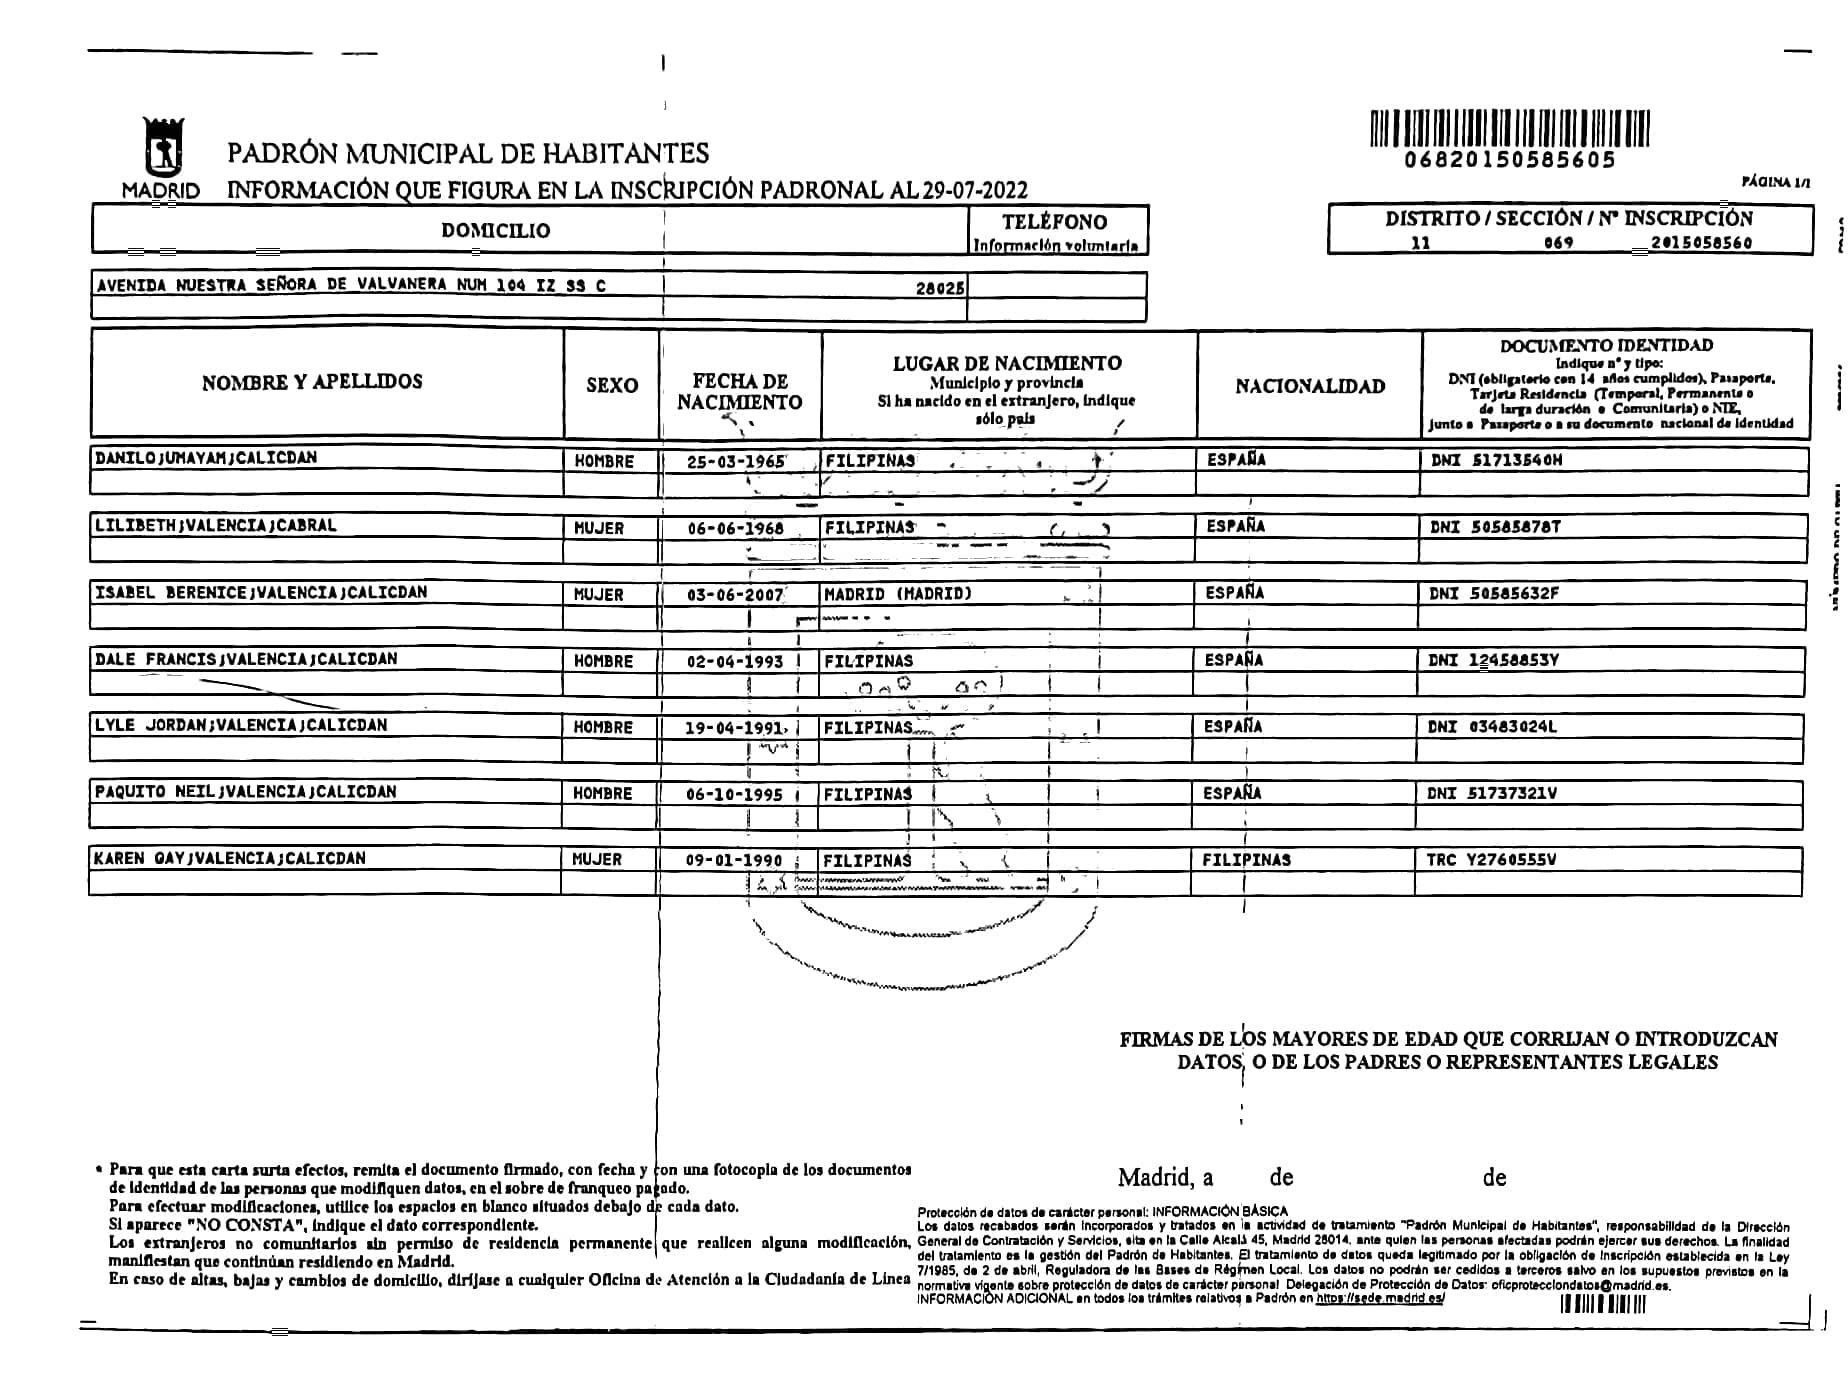 06820150585605
PÁGINA 1/1
MADRID
PADRÓN MUNICIPAL DE HABITANTES
INFORMACIÓN QUE FIGURA EN LA INSCRIPCIÓN PADRONAL AL 29-07-2022
DOMICILIO
TELÉFONO
Información voluntaria
DISTRITO / SECCIÓN / Nº INSCRIPCIÓN
11 069 2015058560
AVENIDA NUESTRA SEÑORA DE VALVANERA NUM 104 IZ SS C 28025
NOMBRE Y APELLIDOS
SEXO
FECHA DE
NACIMIENTO
LUGAR DE NACIMIENTO
Municipio y provincia
Si ha nacido en el extranjero, indique
sólo país
NACIONALIDAD
DOCUMENTO IDENTIDAD
Indique nº y tipo:
DNI (obligatorio con 14 años cumplidos), Pasaporte,
Tarjeta Residencia (Temporal, Permanente o
de larga duración o Comunitaria) o NIE,
junto a Pasaporte o a su documento nacional de identidad
DANILO;UMAYAM;CALICDAN HOMBRE 25-03-1965 FILIPINAS ESPAÑA DNI 51713540H
LILIBETH;VALENCIA;CABRAL MUJER 06-06-1968 FILIPINAS ESPAÑA DNI 50585878T
ISABEL BERENICE;VALENCIA;CALICDAN MUJER 03-06-2007 MADRID (MADRID) ESPAÑA DNI 50585632F
DALE FRANCIS;VALENCIA;CALICDAN HOMBRE 02-04-1993 FILIPINAS ESPAÑA DNI 12458853Y
LYLE JORDAN;VALENCIA;CALICDAN HOMBRE 19-04-1991 FILIPINAS ESPAÑA DNI 03483024L
PAQUITO NEIL;VALENCIA;CALICDAN HOMBRE 06-10-1995 FILIPINAS ESPAÑA DNI 51737321V
KAREN GAY;VALENCIA;CALICDAN MUJER 09-01-1990 FILIPINAS FILIPINAS TRC Y2760555V
FIRMAS DE LOS MAYORES DE EDAD QUE CORRIJAN O INTRODUZCAN
DATOS, O DE LOS PADRES O REPRESENTANTES LEGALES
Madrid, a de de
• Para que esta carta surta efectos, remita el documento firmado, con fecha y con una fotocopia de los documentos
de identidad de las personas que modifiquen datos, en el sobre de franqueo pagado.
Para efectuar modificaciones, utilice los espacios en blanco situados debajo de cada dato.
Si aparece "NO CONSTA", indique el dato correspondiente.
Los extranjeros no comunitarios sin permiso de residencia permanente que realicen alguna modificación,
manifiestan que continúan residiendo en Madrid.
En caso de altas, bajas y cambios de domicilio, diríjase a cualquier Oficina de Atención a la Ciudadanía de Línea
Protección de datos de carácter personal: INFORMACIÓN BÁSICA
Los datos recabados serán incorporados y tratados en la actividad de tratamiento "Padrón Municipal de Habitantes", responsabilidad de la Dirección
General de Contratación y Servicios, sita en la Calle Alcalá 45, Madrid 28014, ante quien las personas afectadas podrán ejercer sus derechos. La finalidad
del tratamiento es la gestión del Padrón de Habitantes. El tratamiento de datos queda legitimado por la obligación de inscripción establecida en la Ley
7/1985, de 2 de abril, Reguladora de las Bases de Régimen Local. Los datos no podrán ser cedidos a terceros salvo en los supuestos previstos en la
normativa vigente sobre protección de datos de carácter personal. Delegación de Protección de Datos: oficprotecciondatos@madrid.es.
INFORMACIÓN ADICIONAL en todos los trámites relativos a Padrón en https://sede.madrid.es/